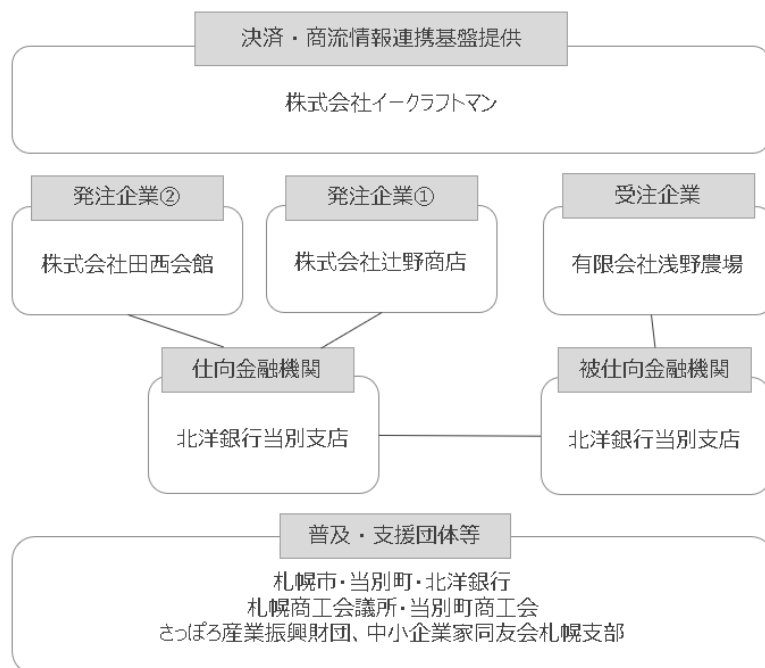 決済・商流情報連携基盤提供
株式会社イークラフトマン
発注企業②
株式会社田西会館
発注企業①
株式会社辻野商店
受注企業
有限会社浅野農場
仕向金融機関
北洋銀行当別支店
被仕向金融機関
北洋銀行当別支店
普及・支援団体等
札幌市・当別町・北洋銀行
札幌商工会議所・当別町商工会
さっぽろ産業振興財団、中小企業家同友会札幌支部